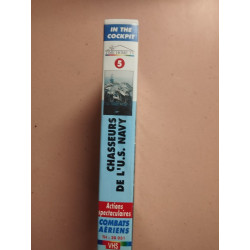 IN THE
COCKPIT
5
CHASSEURS
DE L'U.S. NAVY
Actions
spectaculaires
COMBATS
AÉRIENS
VHS